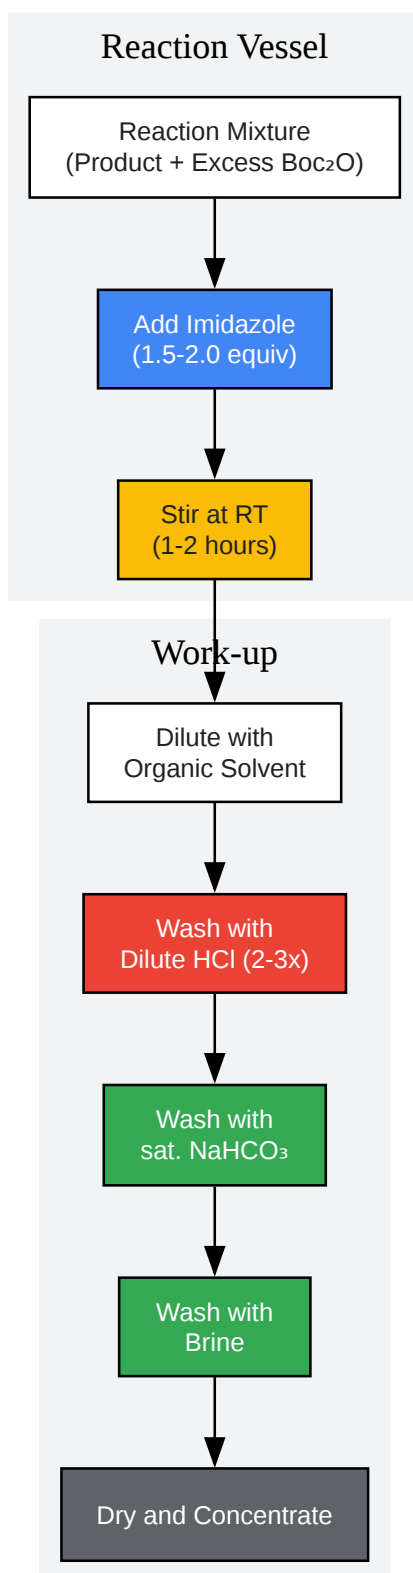 Reaction Vessel
Reaction Mixture
(Product + Excess Boc₂O)
Add Imidazole
(1.5-2.0 equiv)
Stir at RT
(1-2 hours)
Work-up
Dilute with
Organic Solvent
Wash with
Dilute HCl (2-3x)
Wash with
sat. NaHCO₃
Wash with
Brine
Dry and Concentrate